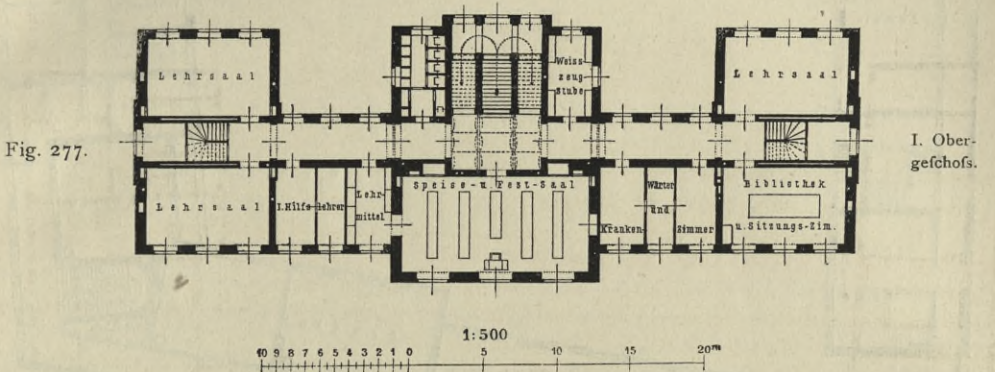 Fig. 277.
I. Ober-
geſchoſs.
Lehrsaal
Weiss
zeug
Stube
Lehrsaal
Lehrsaal
I. Hilfs-lehrer
Lehr-
mittel
Speise- u. Fest-Saal
Kranken-
Wärter
und
Zimmer
Bibliothek
u. Sitzungs-Zim.
1:500
10 9 8 7 6 5 4 3 2 1 0 5 10 15 20m